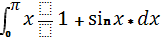 ∫₀^π x □/□ 1 + sin x * dx